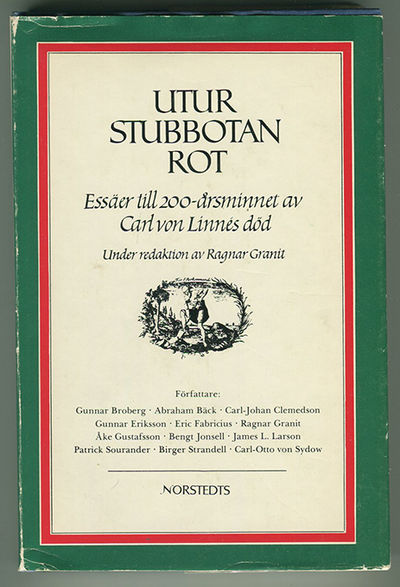 UTUR
STUBBOTAN
ROT
Essäer till 200-årsminnet av
Carl von Linnés död
Under redaktion av Ragnar Granit
Författare:
Gunnar Broberg · Abraham Bäck · Carl-Johan Clemedson
Gunnar Eriksson · Eric Fabricius · Ragnar Granit
Åke Gustafsson · Bengt Jonsell · James L. Larson
Patrick Sourander · Birger Strandell · Carl-Otto von Sydow
NORSTEDTS